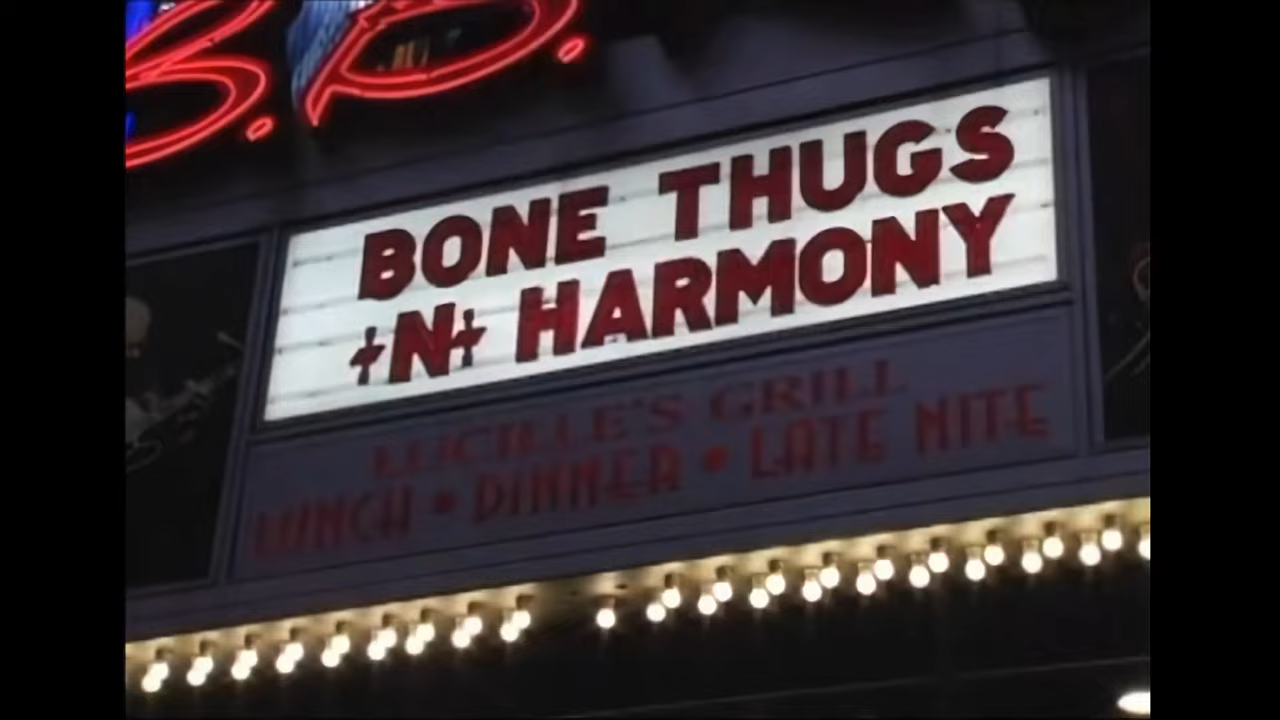 B.B.
BONE THUGS
'N' HARMONY
LUCILLE'S GRILL
LUNCH • DINNER • LATE NITE